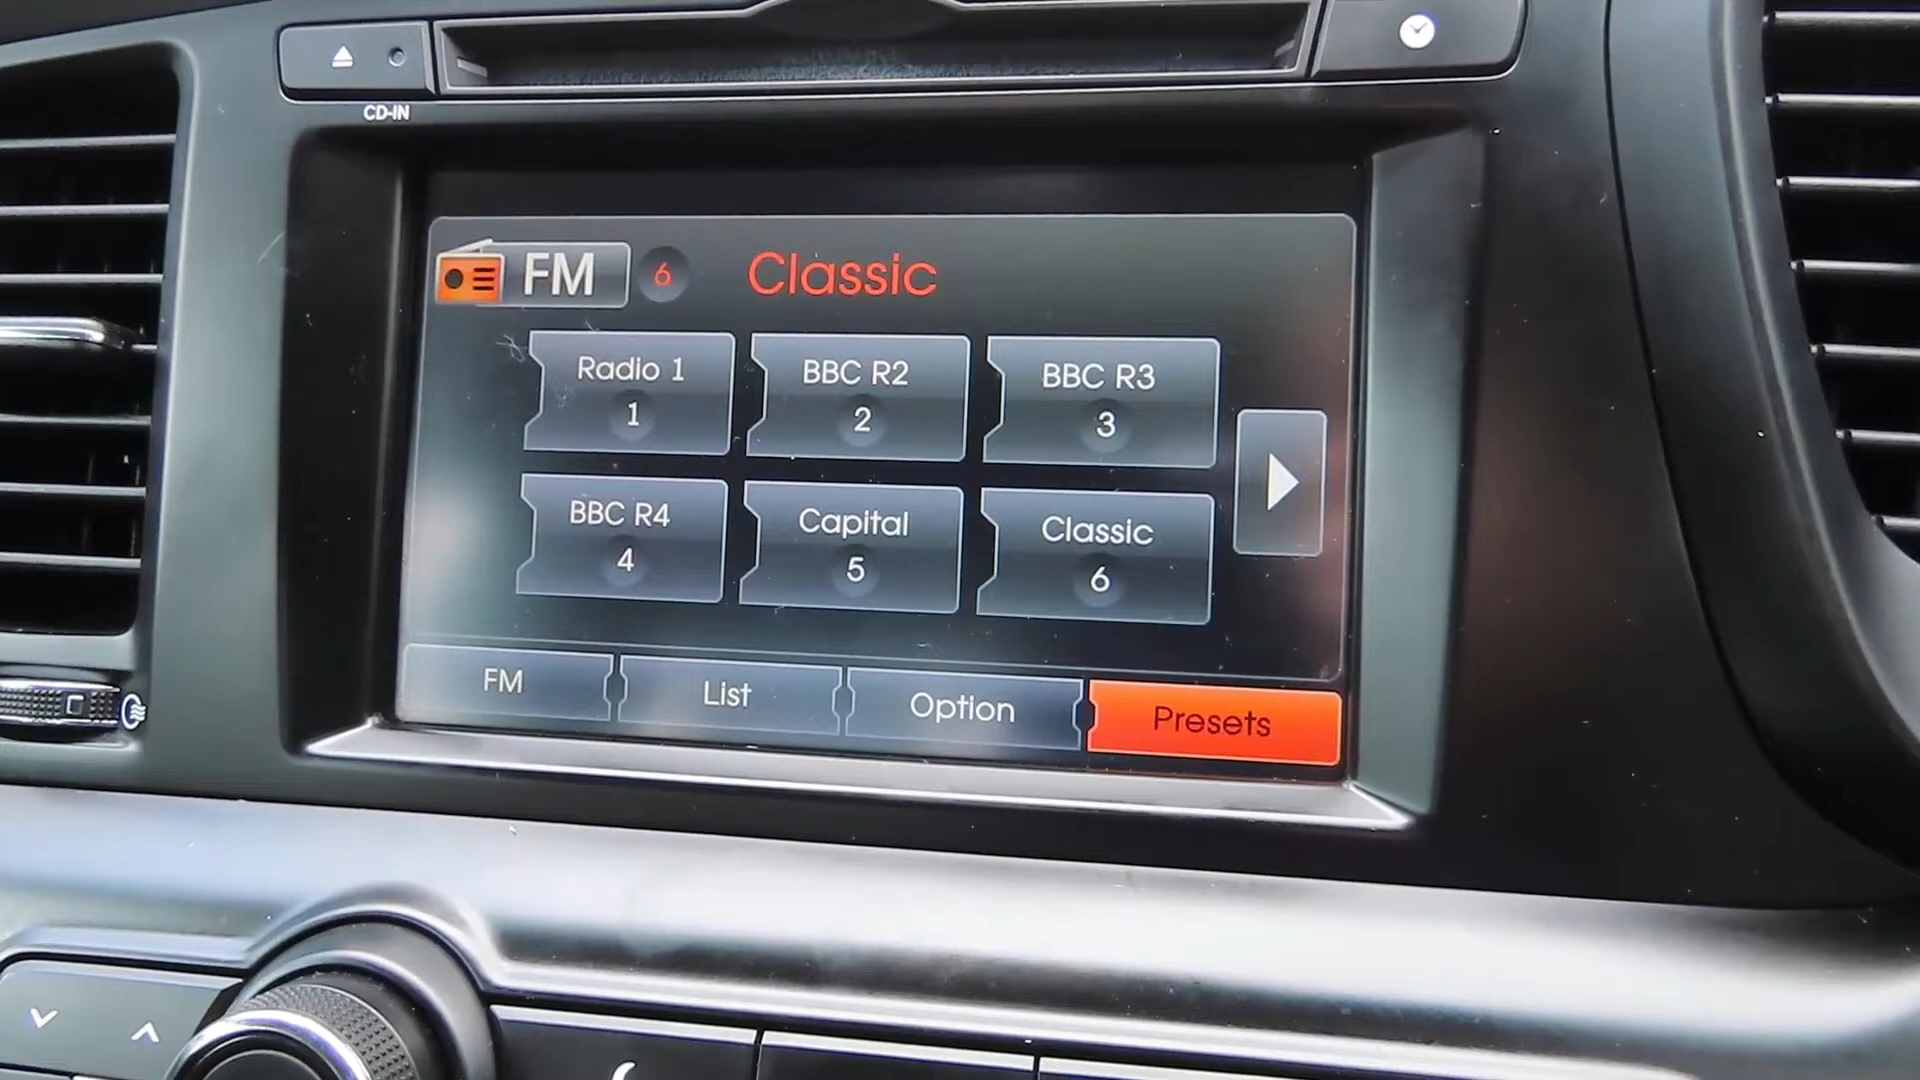 CD-IN
FM 6 Classic
Radio 1
1
BBC R2
2
BBC R3
3
BBC R4
4
Capital
5
Classic
6
FM
List
Option
Presets